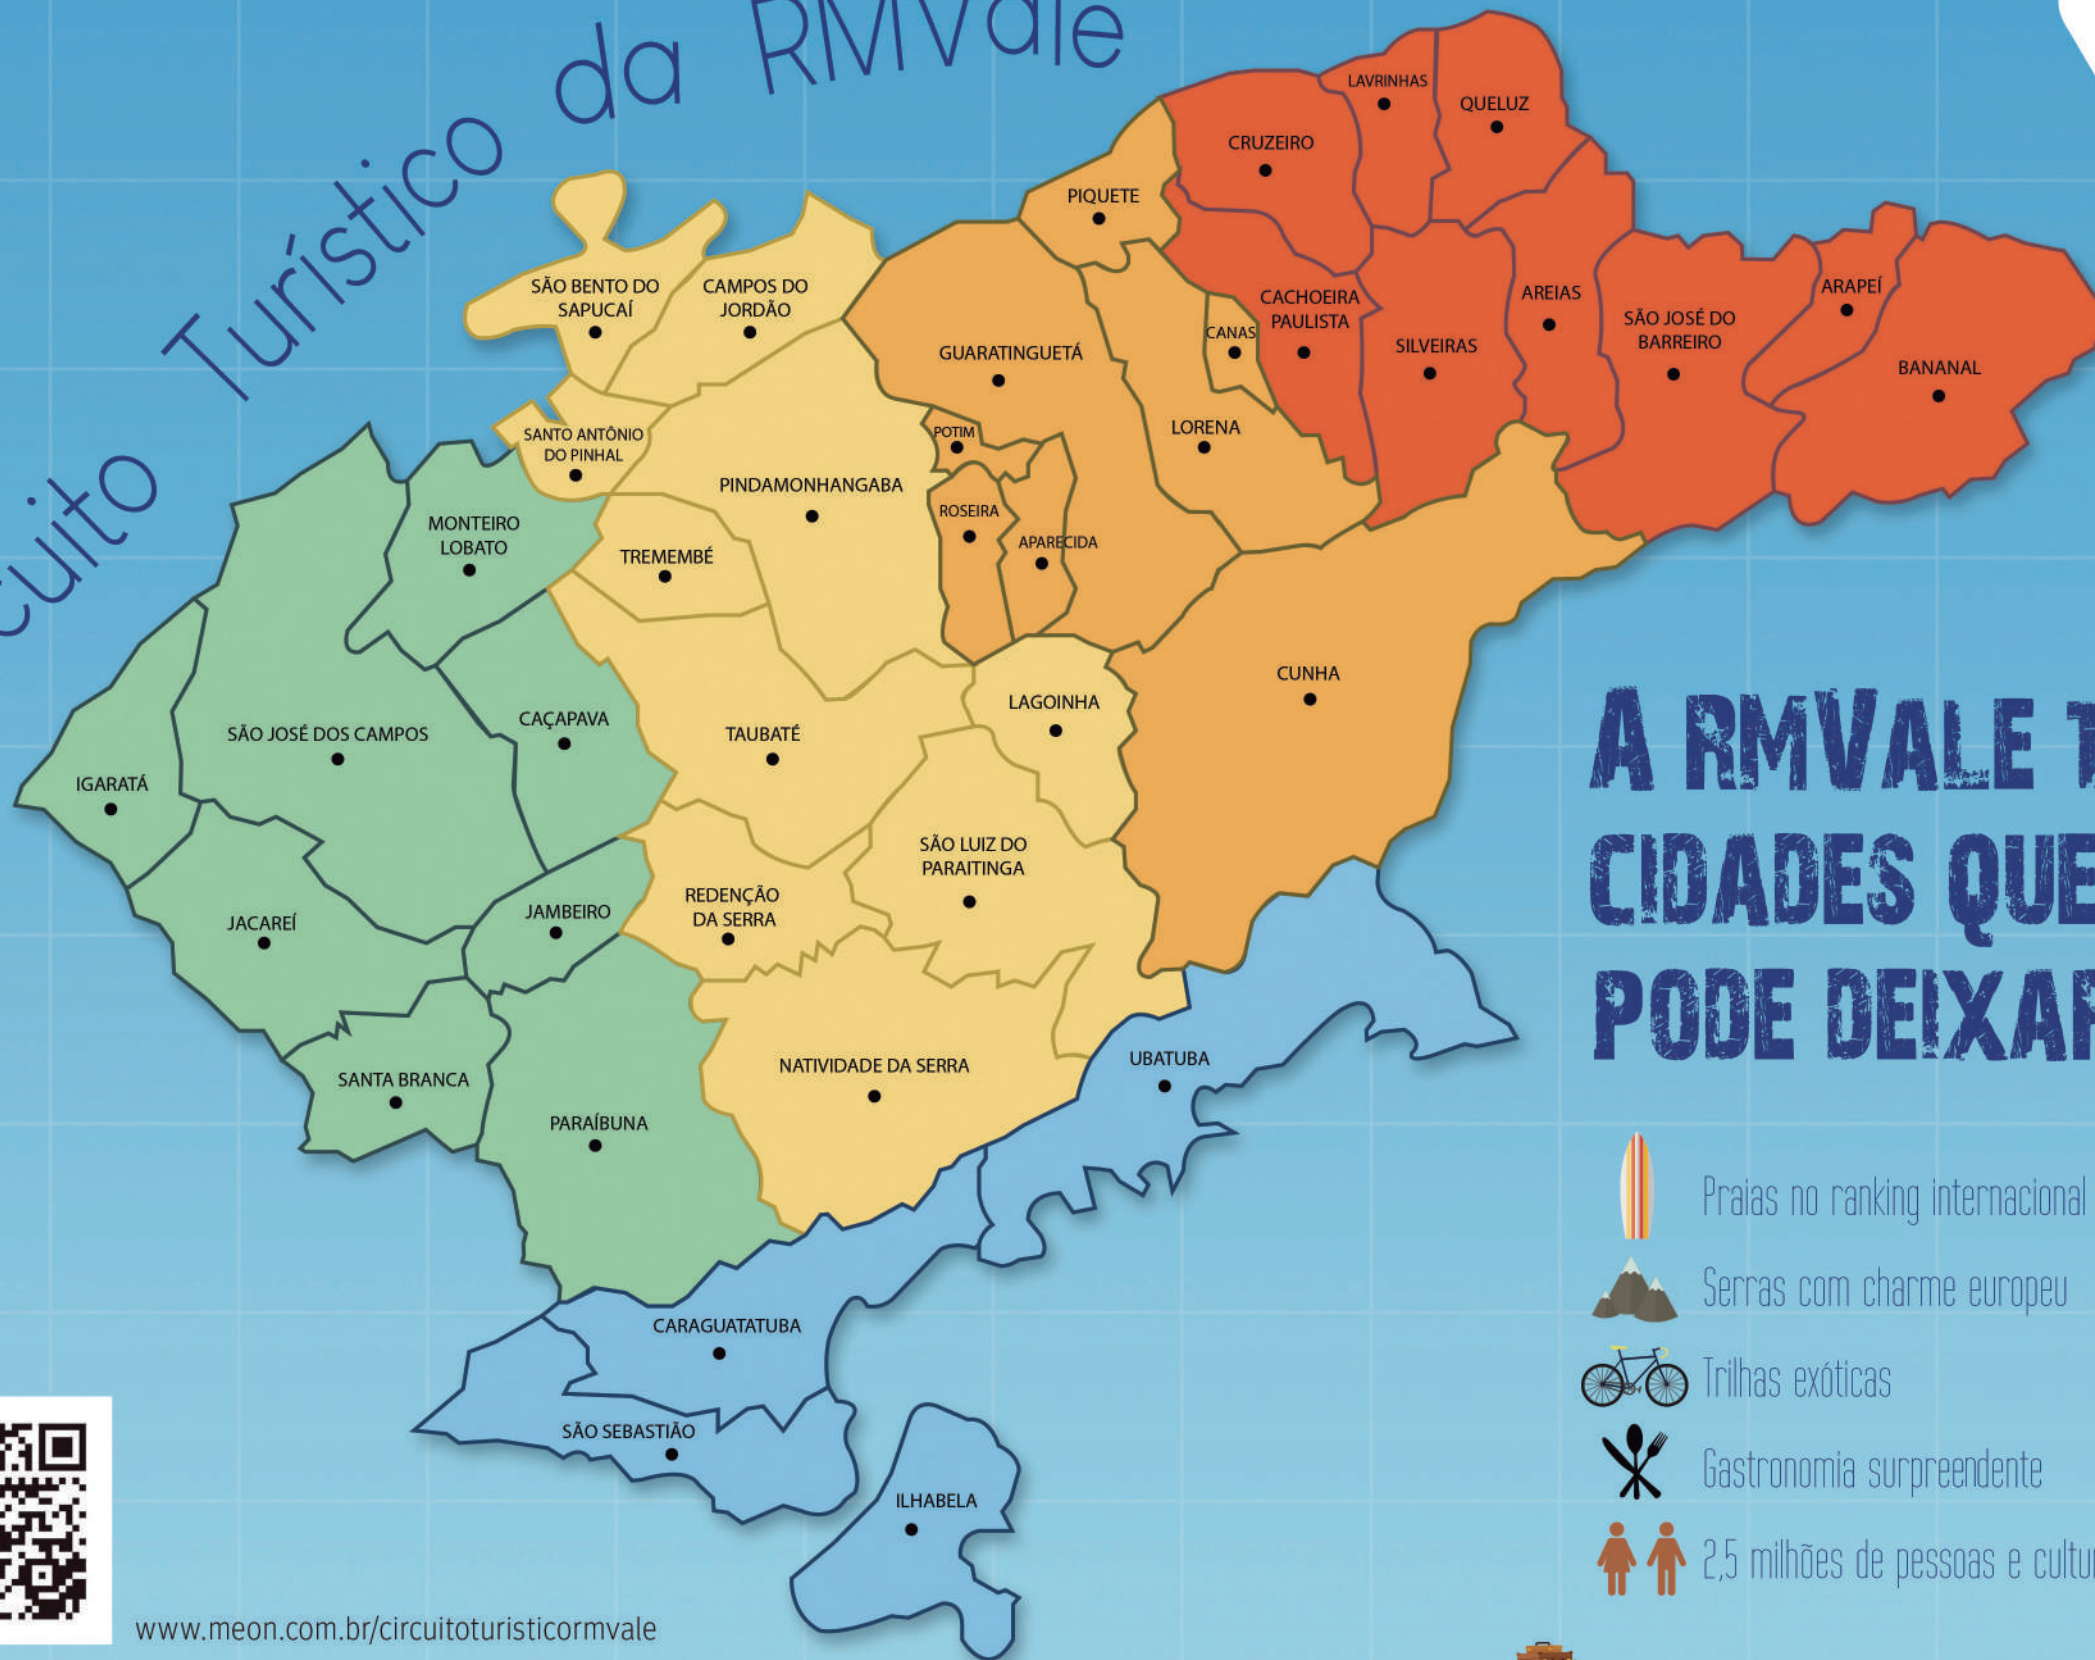 da RMVale
Turístico
cuito
LAVRINHAS
QUELUZ
CRUZEIRO
PIQUETE
SÃO BENTO DO
SAPUCAÍ
CAMPOS DO
JORDÃO
CACHOEIRA
PAULISTA
CANAS
AREIAS
ARAPEÍ
SÃO JOSÉ DO
BARREIRO
SILVEIRAS
GUARATINGUETÁ
BANANAL
SANTO ANTÔNIO
DO PINHAL
POTIM
LORENA
PINDAMONHANGABA
ROSEIRA
MONTEIRO
LOBATO
TREMEMBÉ
APARECIDA
CUNHA
LAGOINHA
CAÇAPAVA
SÃO JOSÉ DOS CAMPOS
TAUBATÉ
IGARATÁ
SÃO LUIZ DO
PARAITINGA
REDENÇÃO
DA SERRA
JAMBEIRO
JACAREÍ
NATIVIDADE DA SERRA
UBATUBA
SANTA BRANCA
PARAÍBUNA
CARAGUATATUBA
SÃO SEBASTIÃO
ILHABELA
A RMVALE T
CIDADES QUE
PODE DEIXAR
Praias no ranking internacional
Serras com charme europeu
Trilhas exóticas
Gastronomia surpreendente
2,5 milhões de pessoas e cultur
www.meon.com.br/circuitoturisticormvale